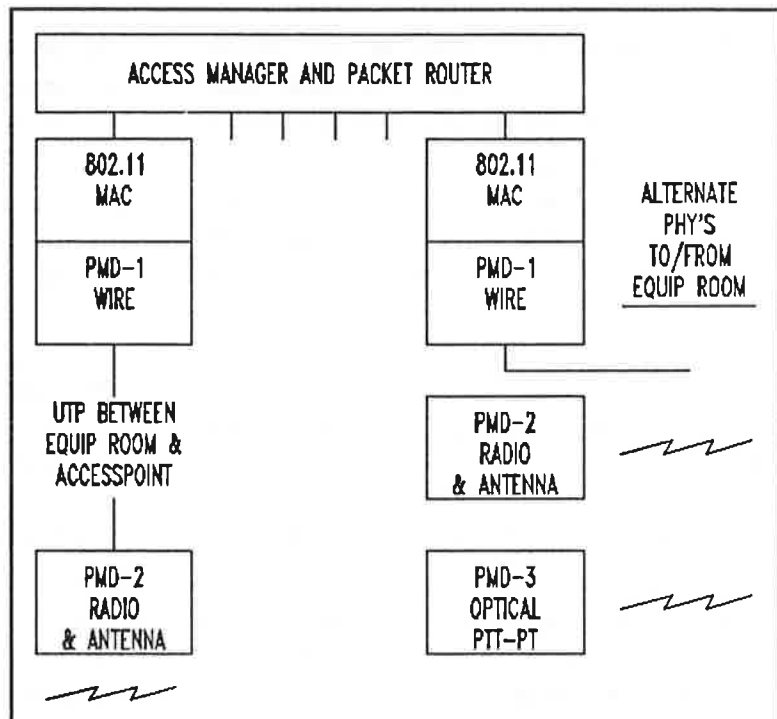 ACCESS MANAGER AND PACKET ROUTER
802.11
MAC
PMD-1
WIRE
UTP BETWEEN
EQUIP ROOM &
ACCESSPOINT
PMD-2
RADIO
& ANTENNA
802.11
MAC
PMD-1
WIRE
ALTERNATE
PHY'S
TO/FROM
EQUIP ROOM
PMD-2
RADIO
& ANTENNA
PMD-3
OPTICAL
PTT-PT